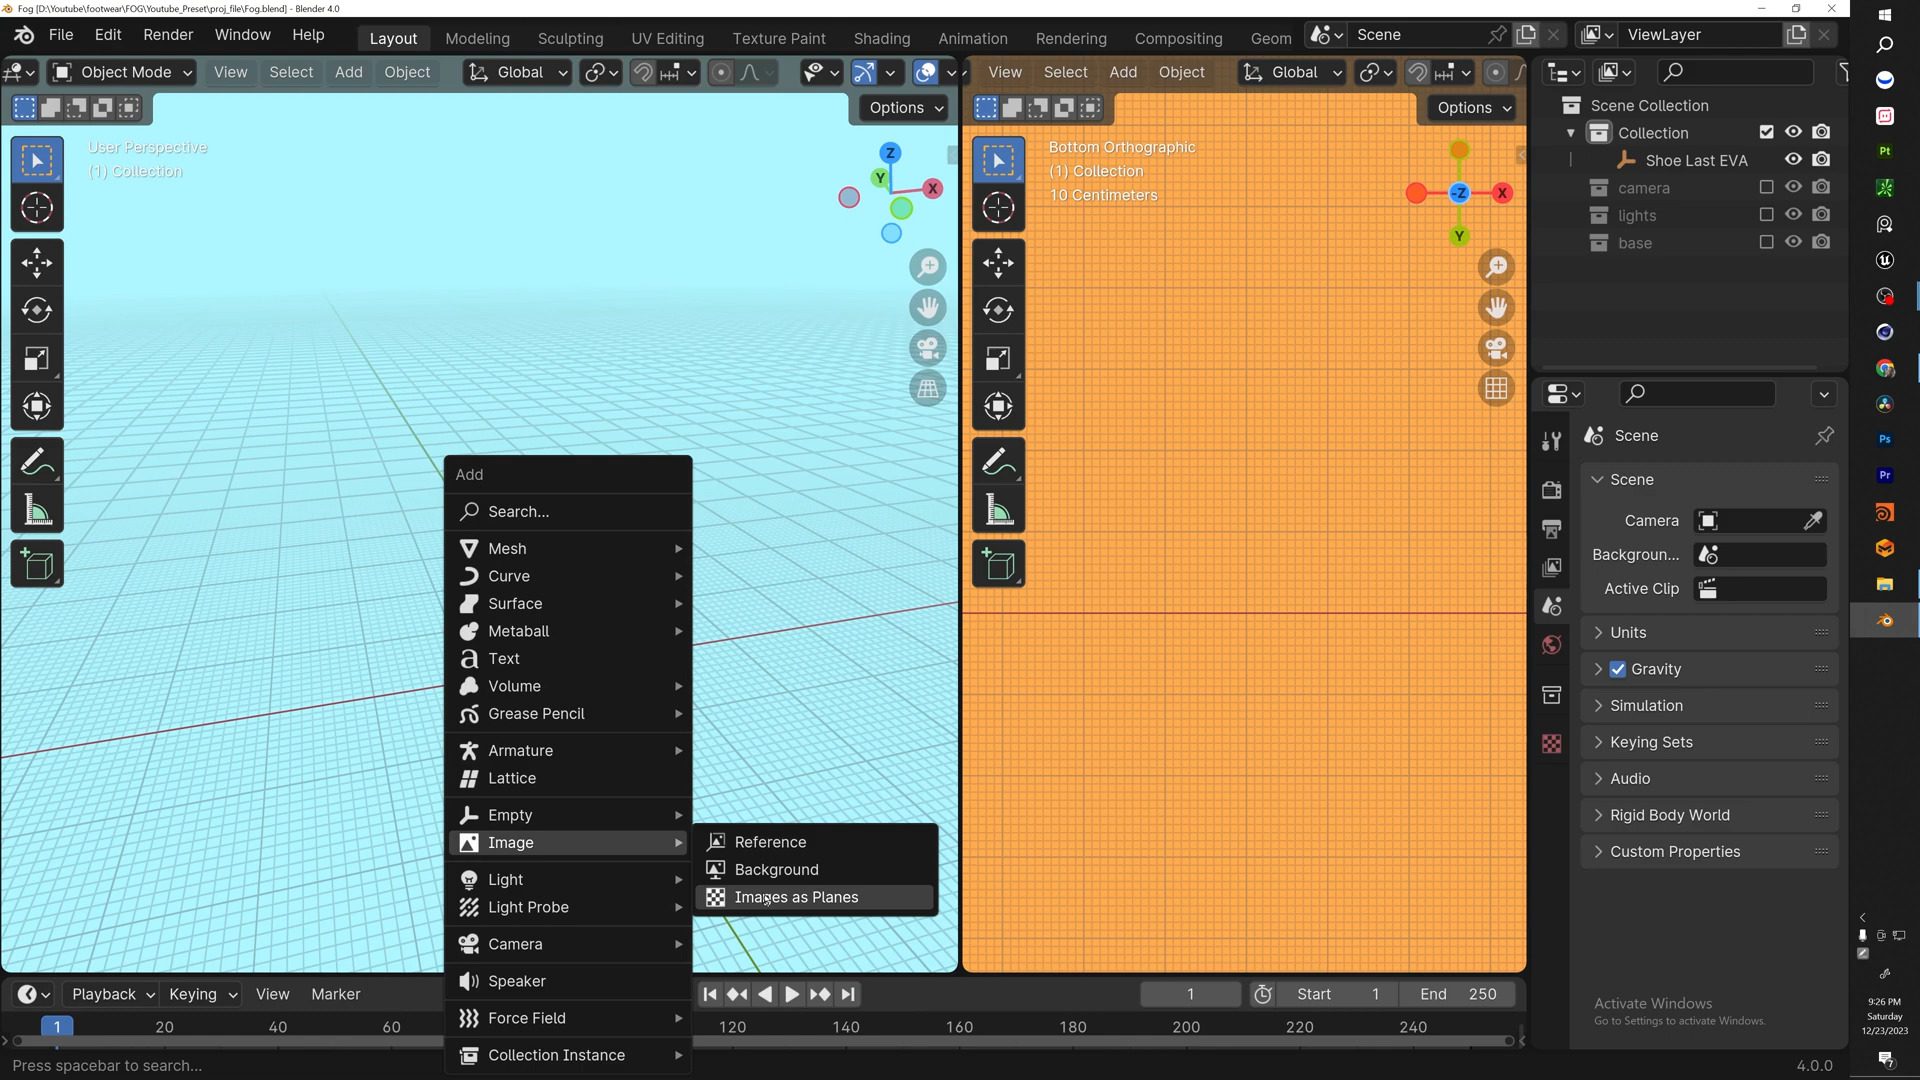 Fog [D:\Youtube\footwear\FOG\Youtube_Preset\proj_file\Fog.blend] - Blender 4.0
File Edit Render Window Help
Layout Modeling Sculpting UV Editing Texture Paint Shading Animation Rendering Compositing Geom
Scene
ViewLayer
Object Mode View Select Add Object Global
View Select Add Object Global
Options
Options
User Perspective
(1) Collection
Z
Y
X
Bottom Orthographic
(1) Collection
10 Centimeters
-Z
X
Y
Scene Collection
Collection
Shoe Last EVA
camera
lights
base
Add
Search...
Mesh
Curve
Surface
Metaball
Text
Volume
Grease Pencil
Armature
Lattice
Empty
Image
Light
Light Probe
Camera
Speaker
Force Field
Collection Instance
Reference
Background
Images as Planes
Scene
Scene
Camera
Backgroun...
Active Clip
Units
Gravity
Simulation
Keying Sets
Audio
Rigid Body World
Custom Properties
Activate Windows
Go to Settings to activate Windows.
Playback Keying View Marker
1
Start 1
End 250
1 20 40 60 120 140 160 180 200 220 240
Press spacebar to search...
4.0.0
Pt
Ps
Pr
9:26 PM
Saturday
12/23/2023
7